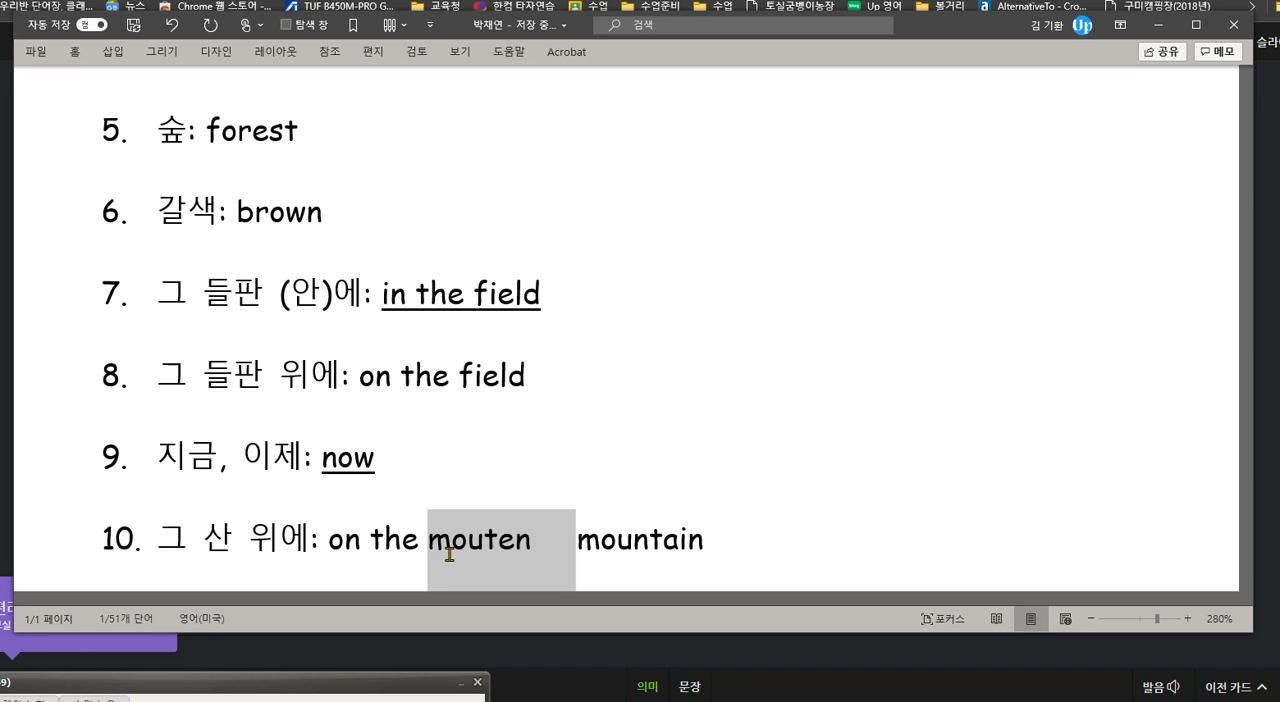 우리반 단어장, 클래... 뉴스 Chrome 웹 스토어 -... TUF B450M-PRO G... 교육청 한컴 타자연습 수업 수업준비 수업 토실굼벵이농장 Up 영어 볼거리 AlternativeTo - Cro... 구미캠핑장(2018년)
자동 저장 컴 탐색 창 박채연 - 저장 중... 검색 김 기환 Up
파일 홈 삽입 그리기 디자인 레이아웃 참조 편지 검토 보기 도움말 Acrobat 공유 메모
5. 숲: forest
6. 갈색: brown
7. 그 들판 (안)에: in the field
8. 그 들판 위에: on the field
9. 지금, 이제: now
10. 그 산 위에: on the mouten mountain
1/1 페이지 1/51개 단어 영어(미국) 포커스 280%
의미 문장 발음 이전 카드